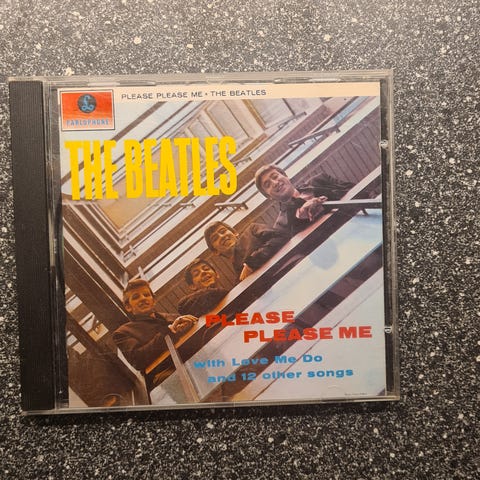 PLEASE PLEASE ME • THE BEATLES
PARLOPHONE
THE BEATLES
PLEASE
PLEASE ME
with Love Me Do
and 12 other songs